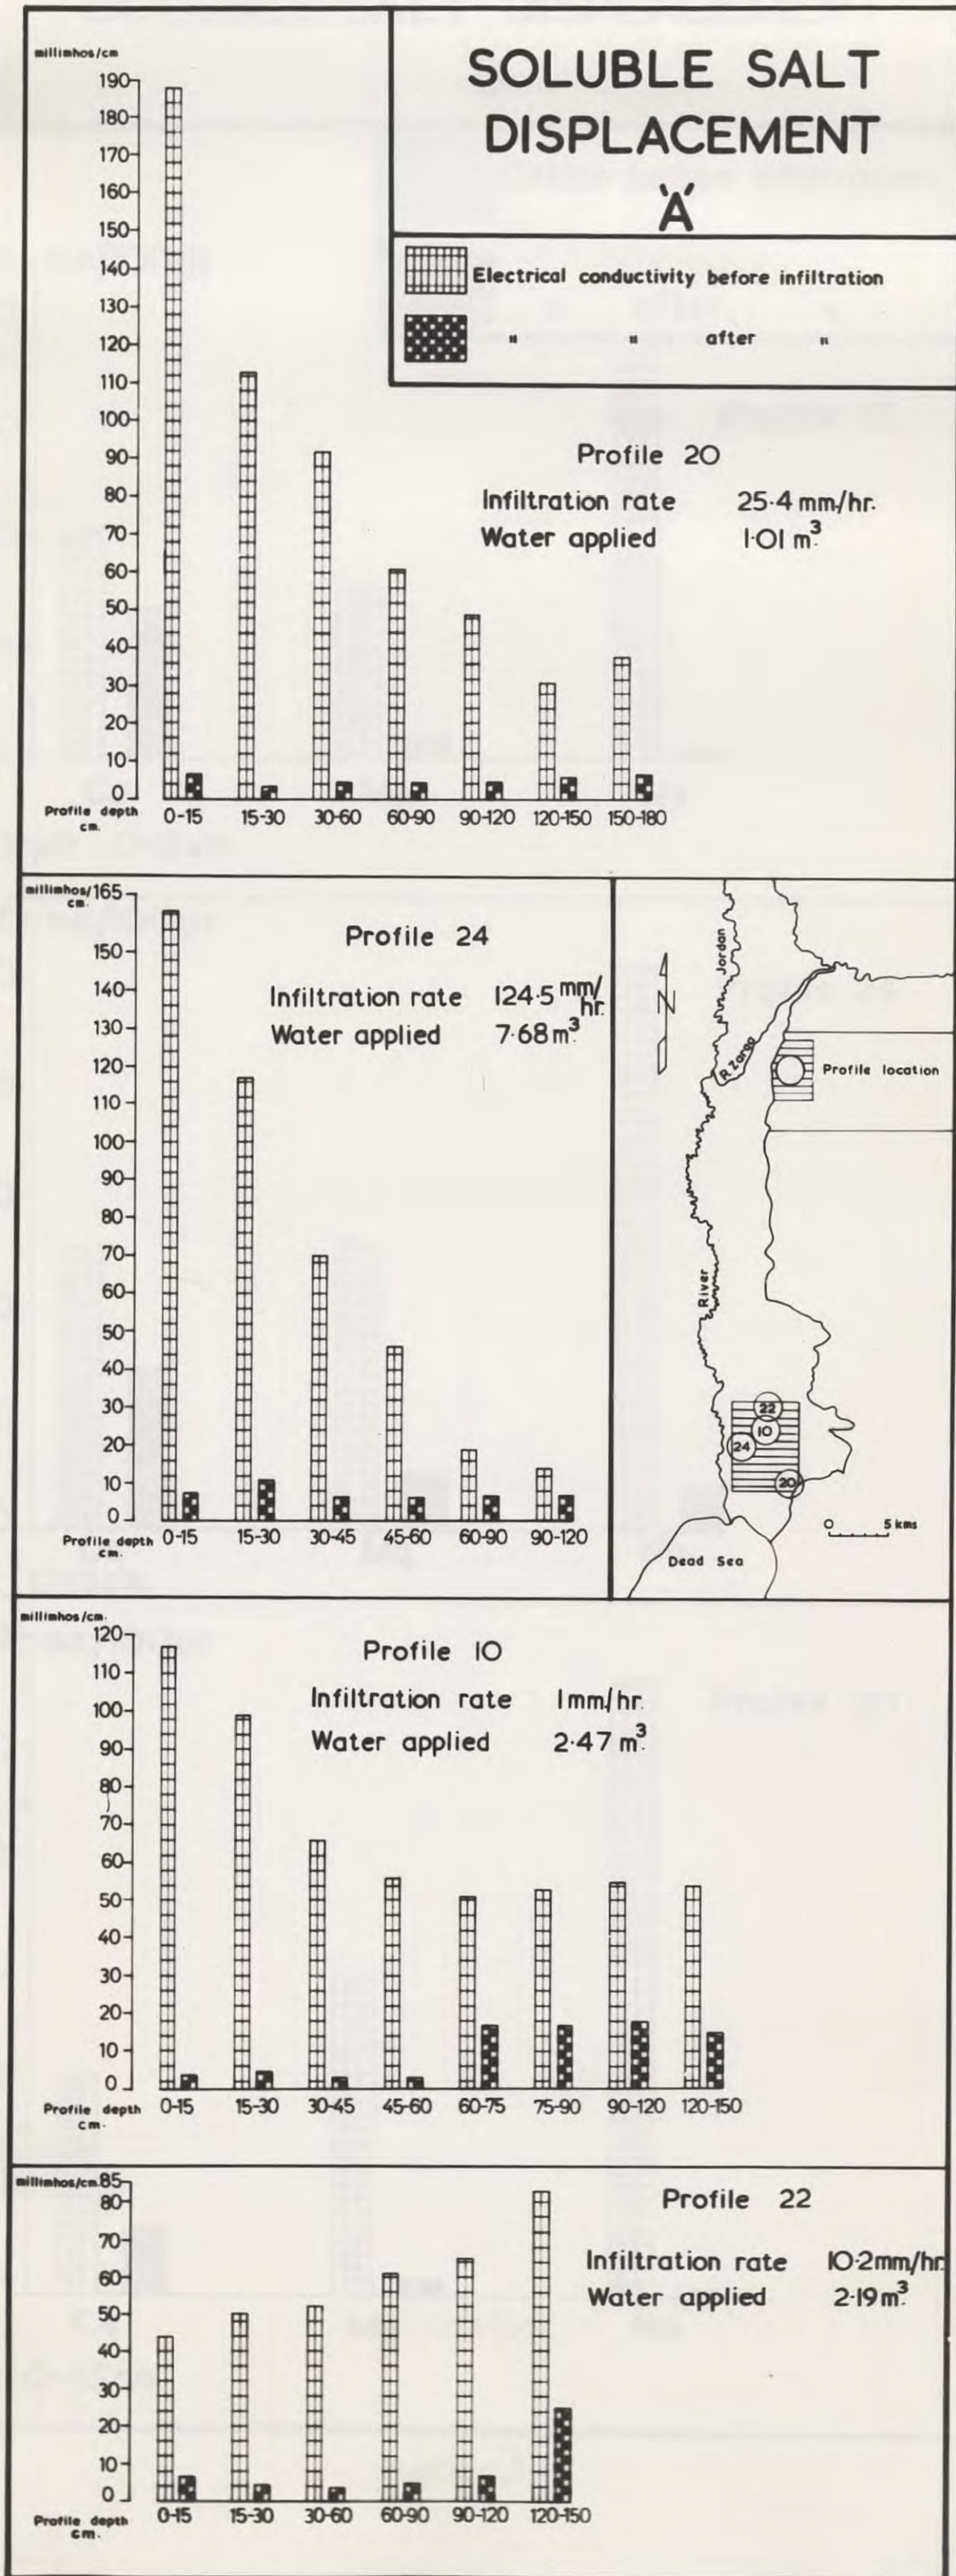 SOLUBLE SALT
DISPLACEMENT
'A'
Electrical conductivity before infiltration
" " after "
millimhos/cm
190
180
170
160
150
140
130
120
110
100
90
80
70
60
50
40
30
20
10
0
Profile 20
Infiltration rate 25·4 mm/hr.
Water applied 1·01 m³.
Profile depth cm. 0-15 15-30 30-60 60-90 90-120 120-150 150-180
millimhos/cm. 165
150
140
130
120
110
100
90
80
70
60
50
40
30
20
10
0
Profile 24
Infiltration rate 124·5 mm/hr.
Water applied 7·68 m³.
Profile depth cm. 0-15 15-30 30-45 45-60 60-90 90-120
Jordan
N
R Zarqa
Profile location
River
22
10
24
20
0 5 kms
Dead Sea
millimhos/cm.
120
110
100
90
80
70
60
50
40
30
20
10
0
Profile 10
Infiltration rate 1mm/hr.
Water applied 2·47 m³.
Profile depth cm. 0-15 15-30 30-45 45-60 60-75 75-90 90-120 120-150
millimhos/cm. 85
80
70
60
50
40
30
20
10
0
Profile 22
Infiltration rate 10·2mm/hr.
Water applied 2·19 m³.
Profile depth cm. 0-15 15-30 30-60 60-90 90-120 120-150